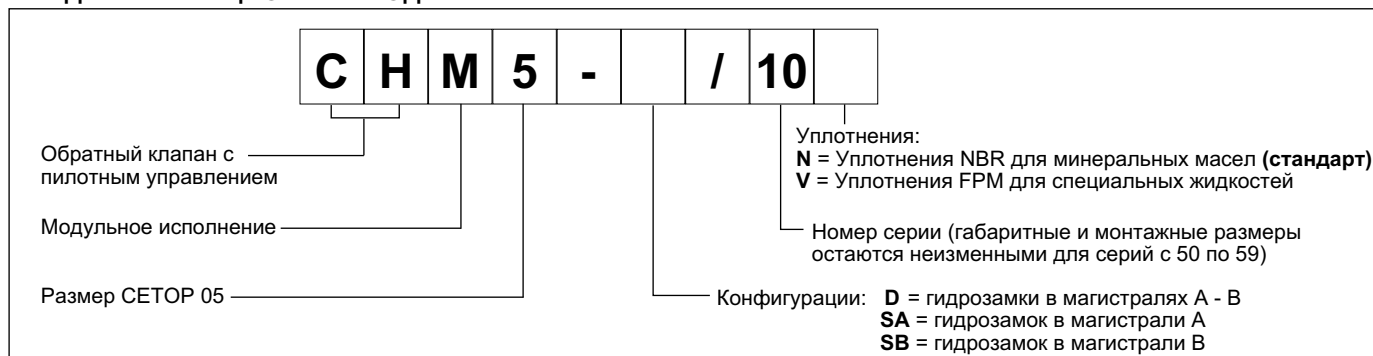 C H M 5 - / 10
Обратный клапан с
пилотным управлением
Модульное исполнение
Размер CETOP 05
Уплотнения:
N = Уплотнения NBR для минеральных масел (стандарт)
V = Уплотнения FPM для специальных жидкостей
Номер серии (габаритные и монтажные размеры
остаются неизменными для серий с 50 по 59)
Конфигурации: D = гидрозамки в магистралях A - B
SA = гидрозамок в магистрали A
SB = гидрозамок в магистрали B